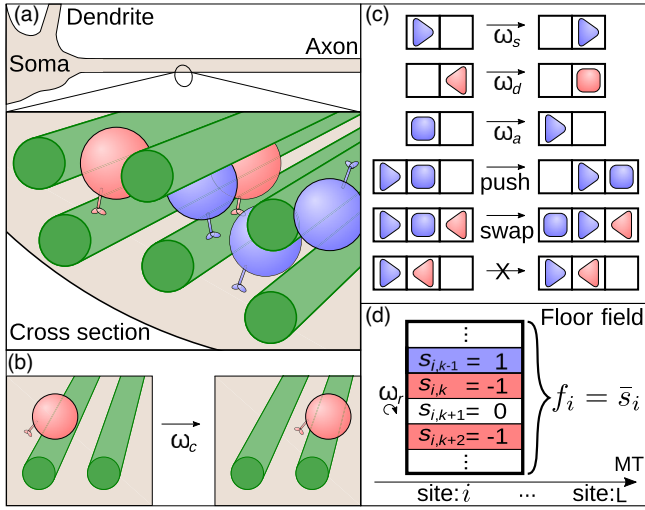 (a)
Dendrite
Soma
Axon
Cross section
(b)
ω_c
(c)
ω_s
ω_d
ω_a
push
swap
X
(d)
Floor field
⋮
s_{i,k-1} = 1
s_{i,k} = -1
s_{i,k+1} = 0
s_{i,k+2} = -1
⋮
ω_r
f_i = s̄_i
MT
site: i ... site: L